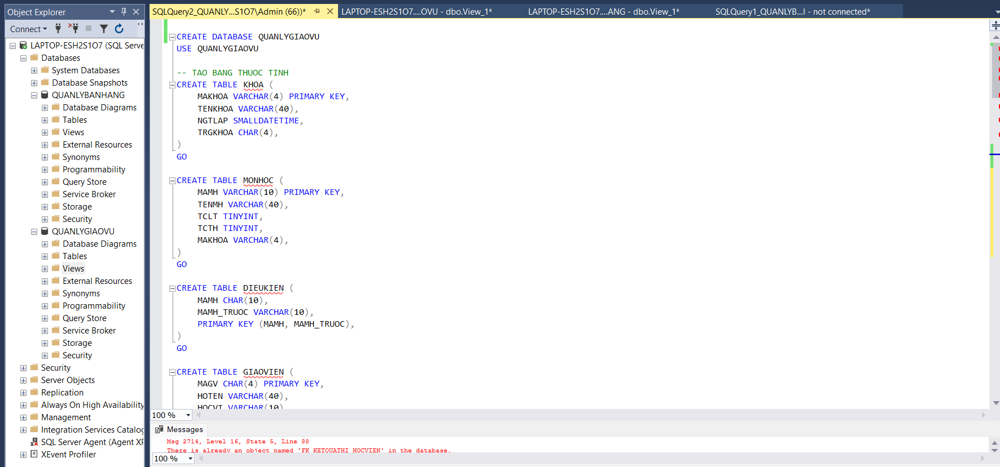 Object Explorer
Connect
LAPTOP-ESH2S1O7 (SQL Serve
Databases
System Databases
Database Snapshots
QUANLYBANHANG
Database Diagrams
Tables
Views
External Resources
Synonyms
Programmability
Query Store
Service Broker
Storage
Security
QUANLYGIAOVU
Database Diagrams
Tables
Views
External Resources
Synonyms
Programmability
Query Store
Service Broker
Storage
Security
Security
Server Objects
Replication
Always On High Availability
Management
Integration Services Catalog
SQL Server Agent (Agent XP
XEvent Profiler
SQLQuery2_QUANLY...S1O7\Admin (66))*
LAPTOP-ESH2S1O7....OVU - dbo.View_1*
LAPTOP-ESH2S1O7....ANG - dbo.View_1*
SQLQuery1_QUANLYB...l - not connected*
CREATE DATABASE QUANLYGIAOVU
USE QUANLYGIAOVU
-- TAO BANG THUOC TINH
CREATE TABLE KHOA (
MAKHOA VARCHAR(4) PRIMARY KEY,
TENKHOA VARCHAR(40),
NGTLAP SMALLDATETIME,
TRGKHOA CHAR(4),
)
GO
CREATE TABLE MONHOC (
MAMH VARCHAR(10) PRIMARY KEY,
TENMH VARCHAR(40),
TCLT TINYINT,
TCTH TINYINT,
MAKHOA VARCHAR(4),
)
GO
CREATE TABLE DIEUKIEN (
MAMH CHAR(10),
MAMH_TRUOC VARCHAR(10),
PRIMARY KEY (MAMH, MAMH_TRUOC),
)
GO
CREATE TABLE GIAOVIEN (
MAGV CHAR(4) PRIMARY KEY,
HOTEN VARCHAR(40),
HOCVI VARCHAR(10)
100 %
Messages
Msg 2714, Level 16, State 5, Line 88
There is already an object named 'FK_KETQUATHI_HOCVIEN' in the database.
100 %